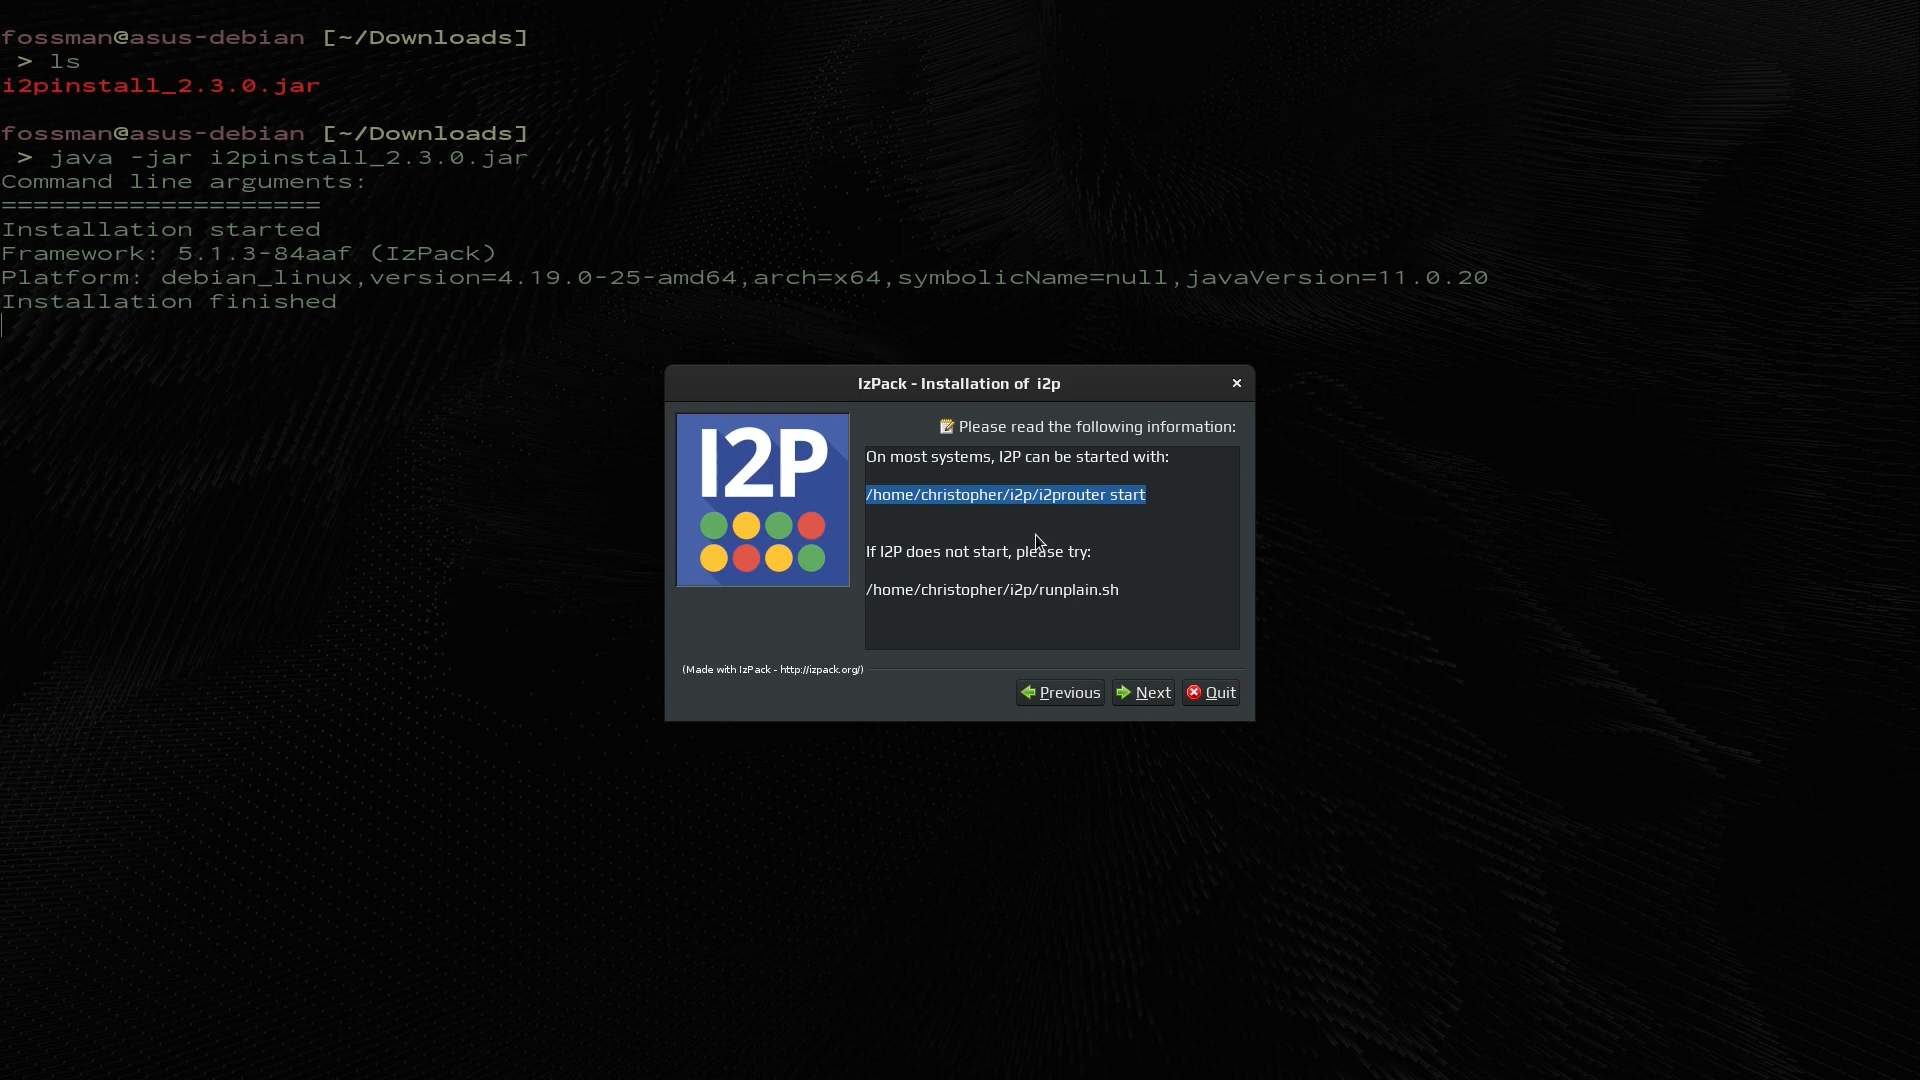 fossman@asus-debian [~/Downloads]
> ls
i2pinstall_2.3.0.jar
fossman@asus-debian [~/Downloads]
> java -jar i2pinstall_2.3.0.jar
Command line arguments:
====================
Installation started
Framework: 5.1.3-84aaf (IzPack)
Platform: debian_linux,version=4.19.0-25-amd64,arch=x64,symbolicName=null,javaVersion=11.0.20
Installation finished
IzPack - Installation of i2p
I2P
Please read the following information:
On most systems, I2P can be started with:
/home/christopher/i2p/i2prouter start
If I2P does not start, please try:
/home/christopher/i2p/runplain.sh
(Made with IzPack - http://izpack.org/)
Previous
Next
Quit